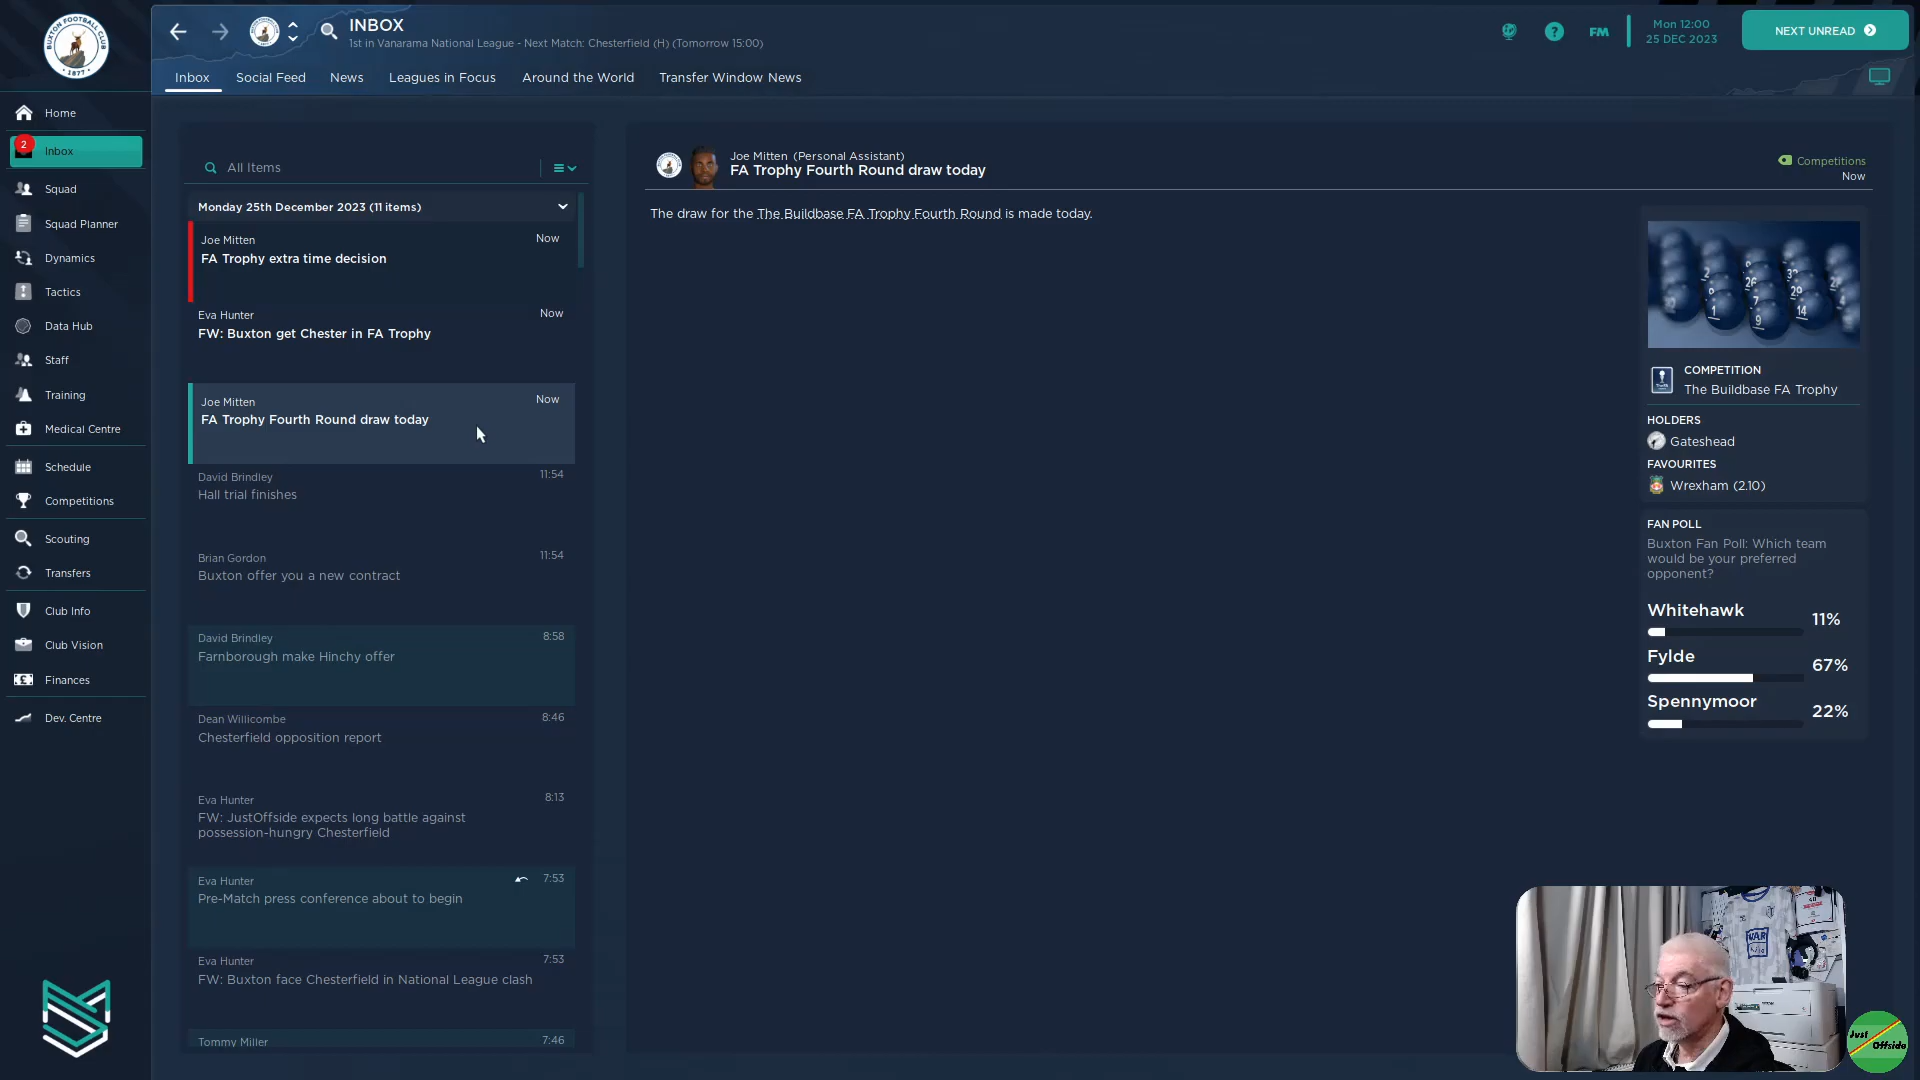 BUXTON FOOTBALL CLUB
1877
INBOX
1st in Vanarama National League - Next Match: Chesterfield (H) (Tomorrow 15:00)
FM
Mon 12:00
25 DEC 2023
NEXT UNREAD
Inbox
Social Feed
News
Leagues in Focus
Around the World
Transfer Window News
Home
2
Inbox
Squad
Squad Planner
Dynamics
Tactics
Data Hub
Staff
Training
Medical Centre
Schedule
Competitions
Scouting
Transfers
Club Info
Club Vision
Finances
Dev. Centre
All Items
Monday 25th December 2023 (11 items)
Joe Mitten
Now
FA Trophy extra time decision
Eva Hunter
Now
FW: Buxton get Chester in FA Trophy
Joe Mitten
Now
FA Trophy Fourth Round draw today
David Brindley
11:54
Hall trial finishes
Brian Gordon
11:54
Buxton offer you a new contract
David Brindley
8:58
Farnborough make Hinchy offer
Dean Willicombe
8:46
Chesterfield opposition report
Eva Hunter
8:13
FW: JustOffside expects long battle against
possession-hungry Chesterfield
Eva Hunter
7:53
Pre-Match press conference about to begin
Eva Hunter
7:53
FW: Buxton face Chesterfield in National League clash
Tommy Miller
7:46
Joe Mitten (Personal Assistant)
FA Trophy Fourth Round draw today
Competitions
Now
The draw for the The Buildbase FA Trophy Fourth Round is made today.
COMPETITION
The Buildbase FA Trophy
HOLDERS
Gateshead
FAVOURITES
Wrexham (2.10)
FAN POLL
Buxton Fan Poll: Which team
would be your preferred
opponent?
Whitehawk
11%
Fylde
67%
Spennymoor
22%
VAR
Just
Offside